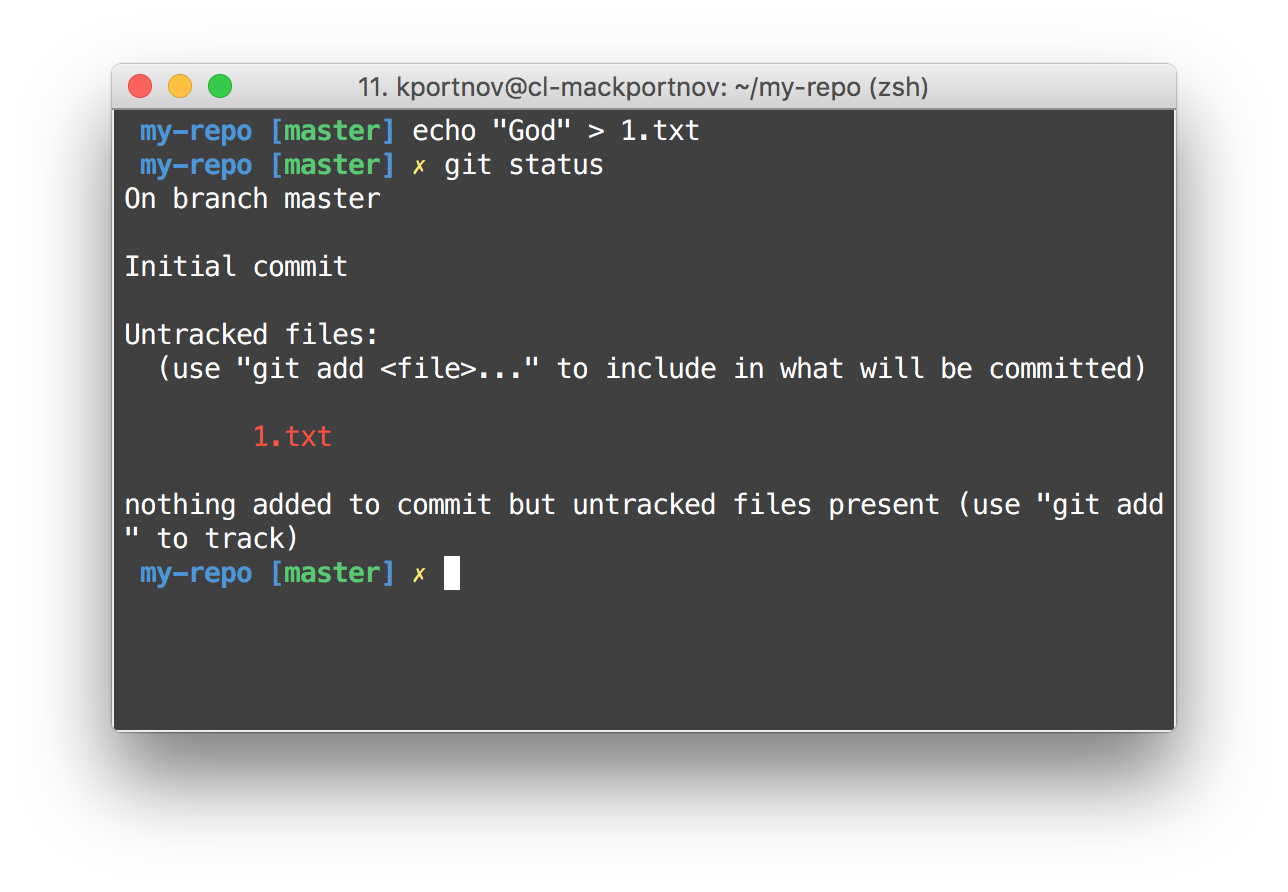 11. kportnov@cl-mackportnov: ~/my-repo (zsh)
my-repo [master] echo "God" > 1.txt
my-repo [master] ✗ git status
On branch master
Initial commit
Untracked files:
(use "git add <file>..." to include in what will be committed)
1.txt
nothing added to commit but untracked files present (use "git add
" to track)
my-repo [master] ✗